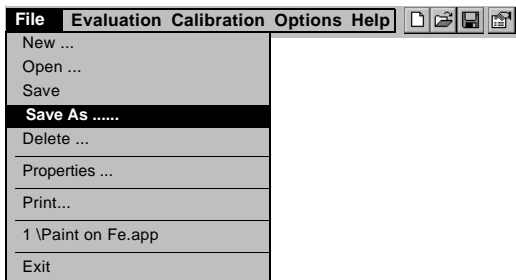 File Evaluation Calibration Options Help
New ...
Open ...
Save
Save As ......
Delete ...
Properties ...
Print...
1 \Paint on Fe.app
Exit